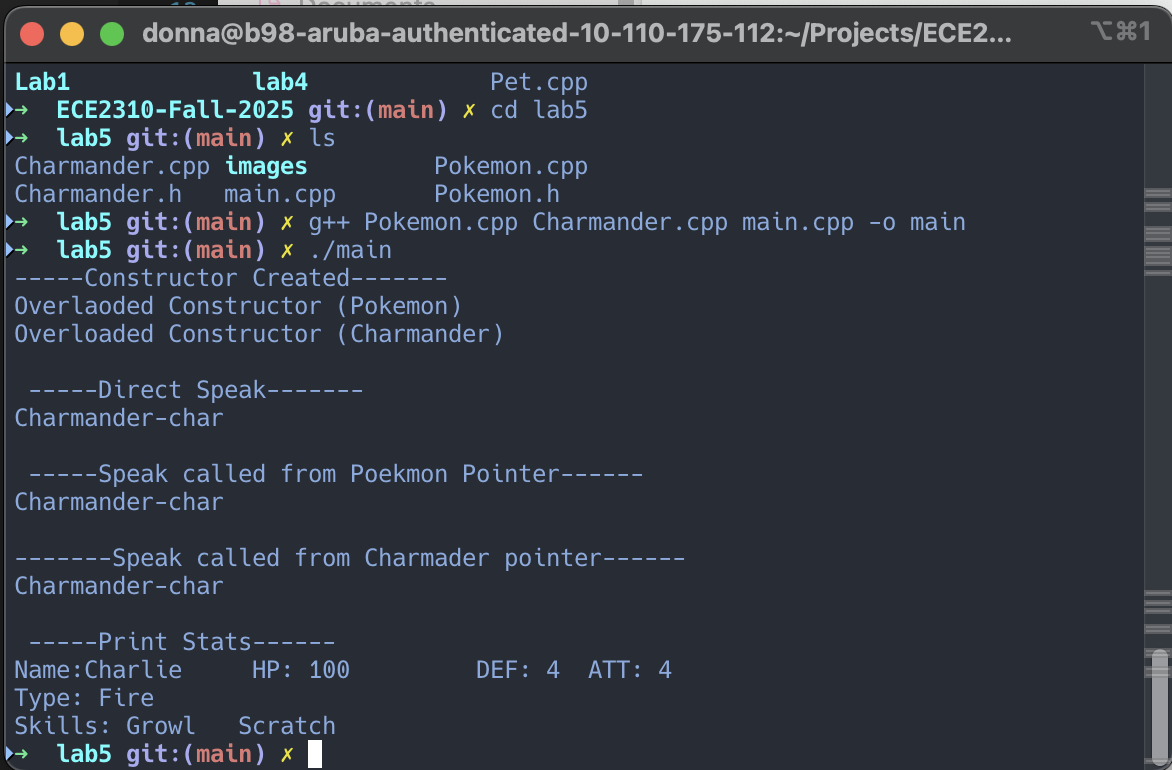 Documents
donna@b98-aruba-authenticated-10-110-175-112:~/Projects/ECE2... ⌥⌘1
Lab1 lab4 Pet.cpp
→ ECE2310-Fall-2025 git:(main) ✗ cd lab5
→ lab5 git:(main) ✗ ls
Charmander.cpp images Pokemon.cpp
Charmander.h main.cpp Pokemon.h
→ lab5 git:(main) ✗ g++ Pokemon.cpp Charmander.cpp main.cpp -o main
→ lab5 git:(main) ✗ ./main
-----Constructor Created-------
Overlaoded Constructor (Pokemon)
Overloaded Constructor (Charmander)
-----Direct Speak-------
Charmander-char
-----Speak called from Poekmon Pointer------
Charmander-char
-------Speak called from Charmader pointer------
Charmander-char
-----Print Stats------
Name:Charlie HP: 100 DEF: 4 ATT: 4
Type: Fire
Skills: Growl Scratch
→ lab5 git:(main) ✗